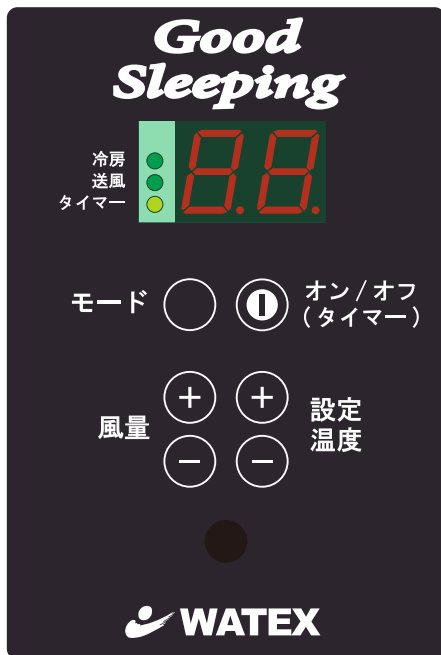 Good
Sleeping
冷房
送風
タイマー
8.8.
モード
オン/オフ
(タイマー)
風量
+ +
- -
設定
温度
WATEX